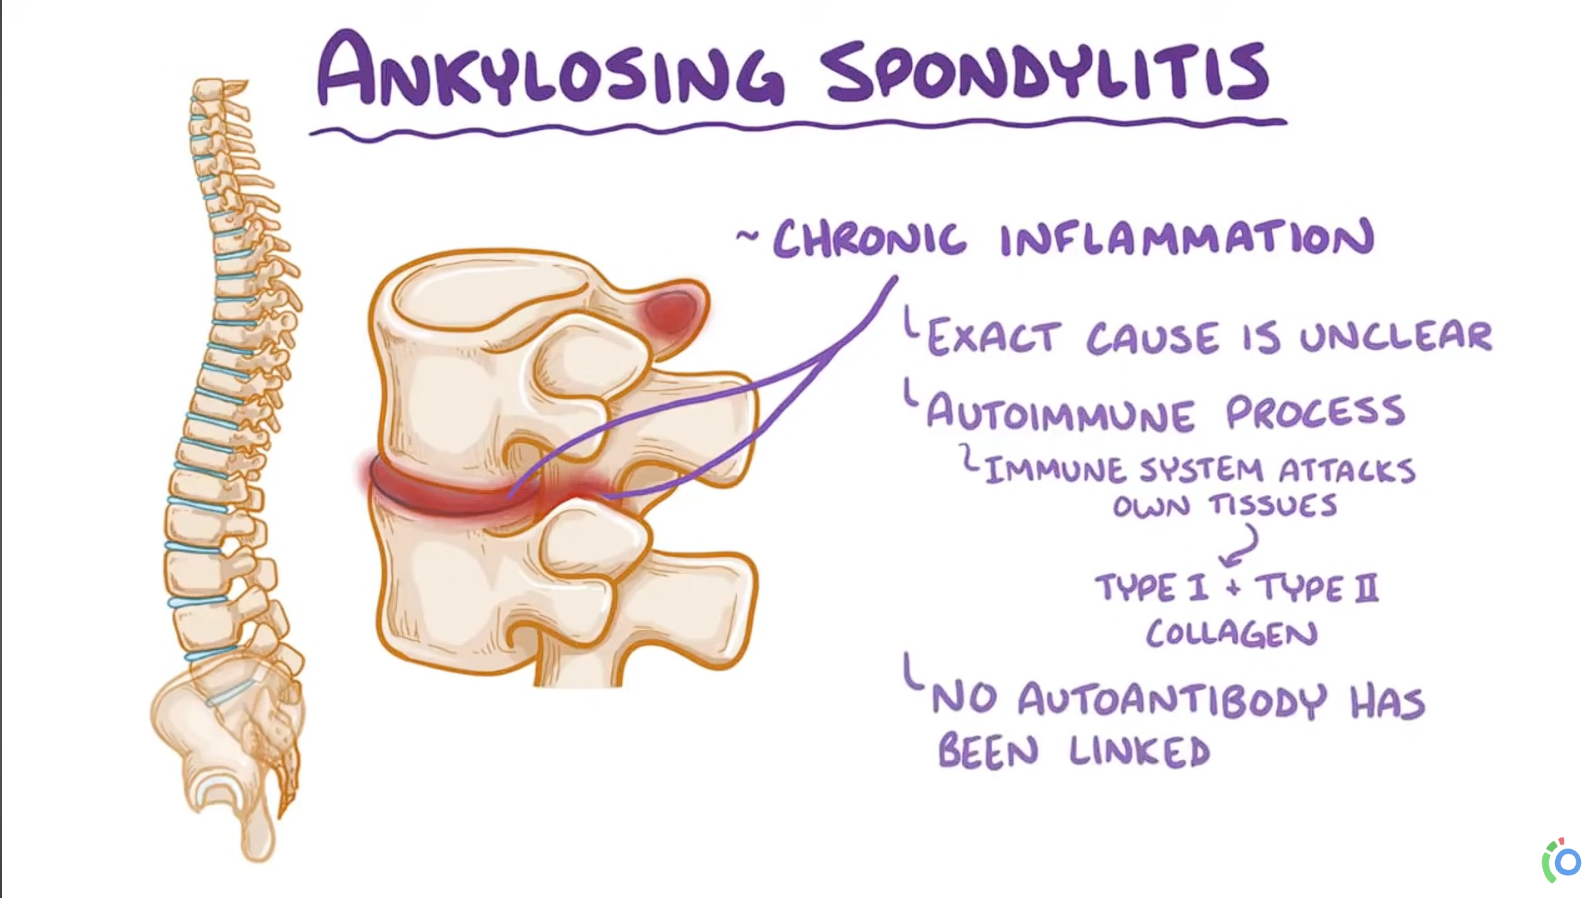 ANKYLOSING SPONDYLITIS
~ CHRONIC INFLAMMATION
EXACT CAUSE IS UNCLEAR
AUTOIMMUNE PROCESS
IMMUNE SYSTEM ATTACKS
OWN TISSUES
TYPE I + TYPE II
COLLAGEN
NO AUTOANTIBODY HAS
BEEN LINKED